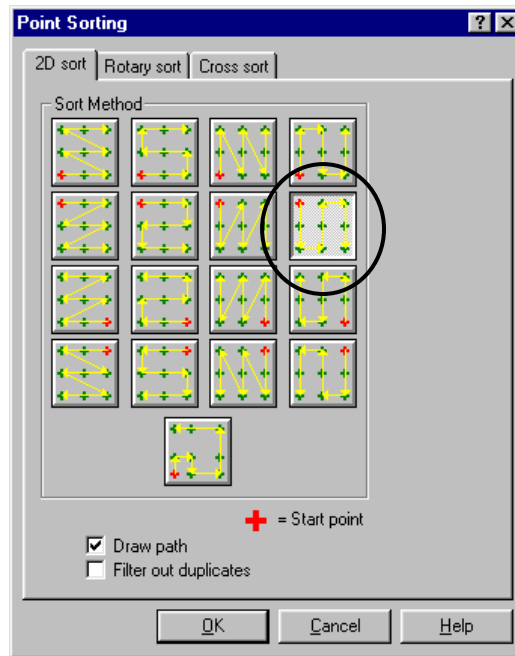 Point Sorting
2D sort Rotary sort Cross sort
Sort Method
= Start point
Draw path
Filter out duplicates
OK Cancel Help